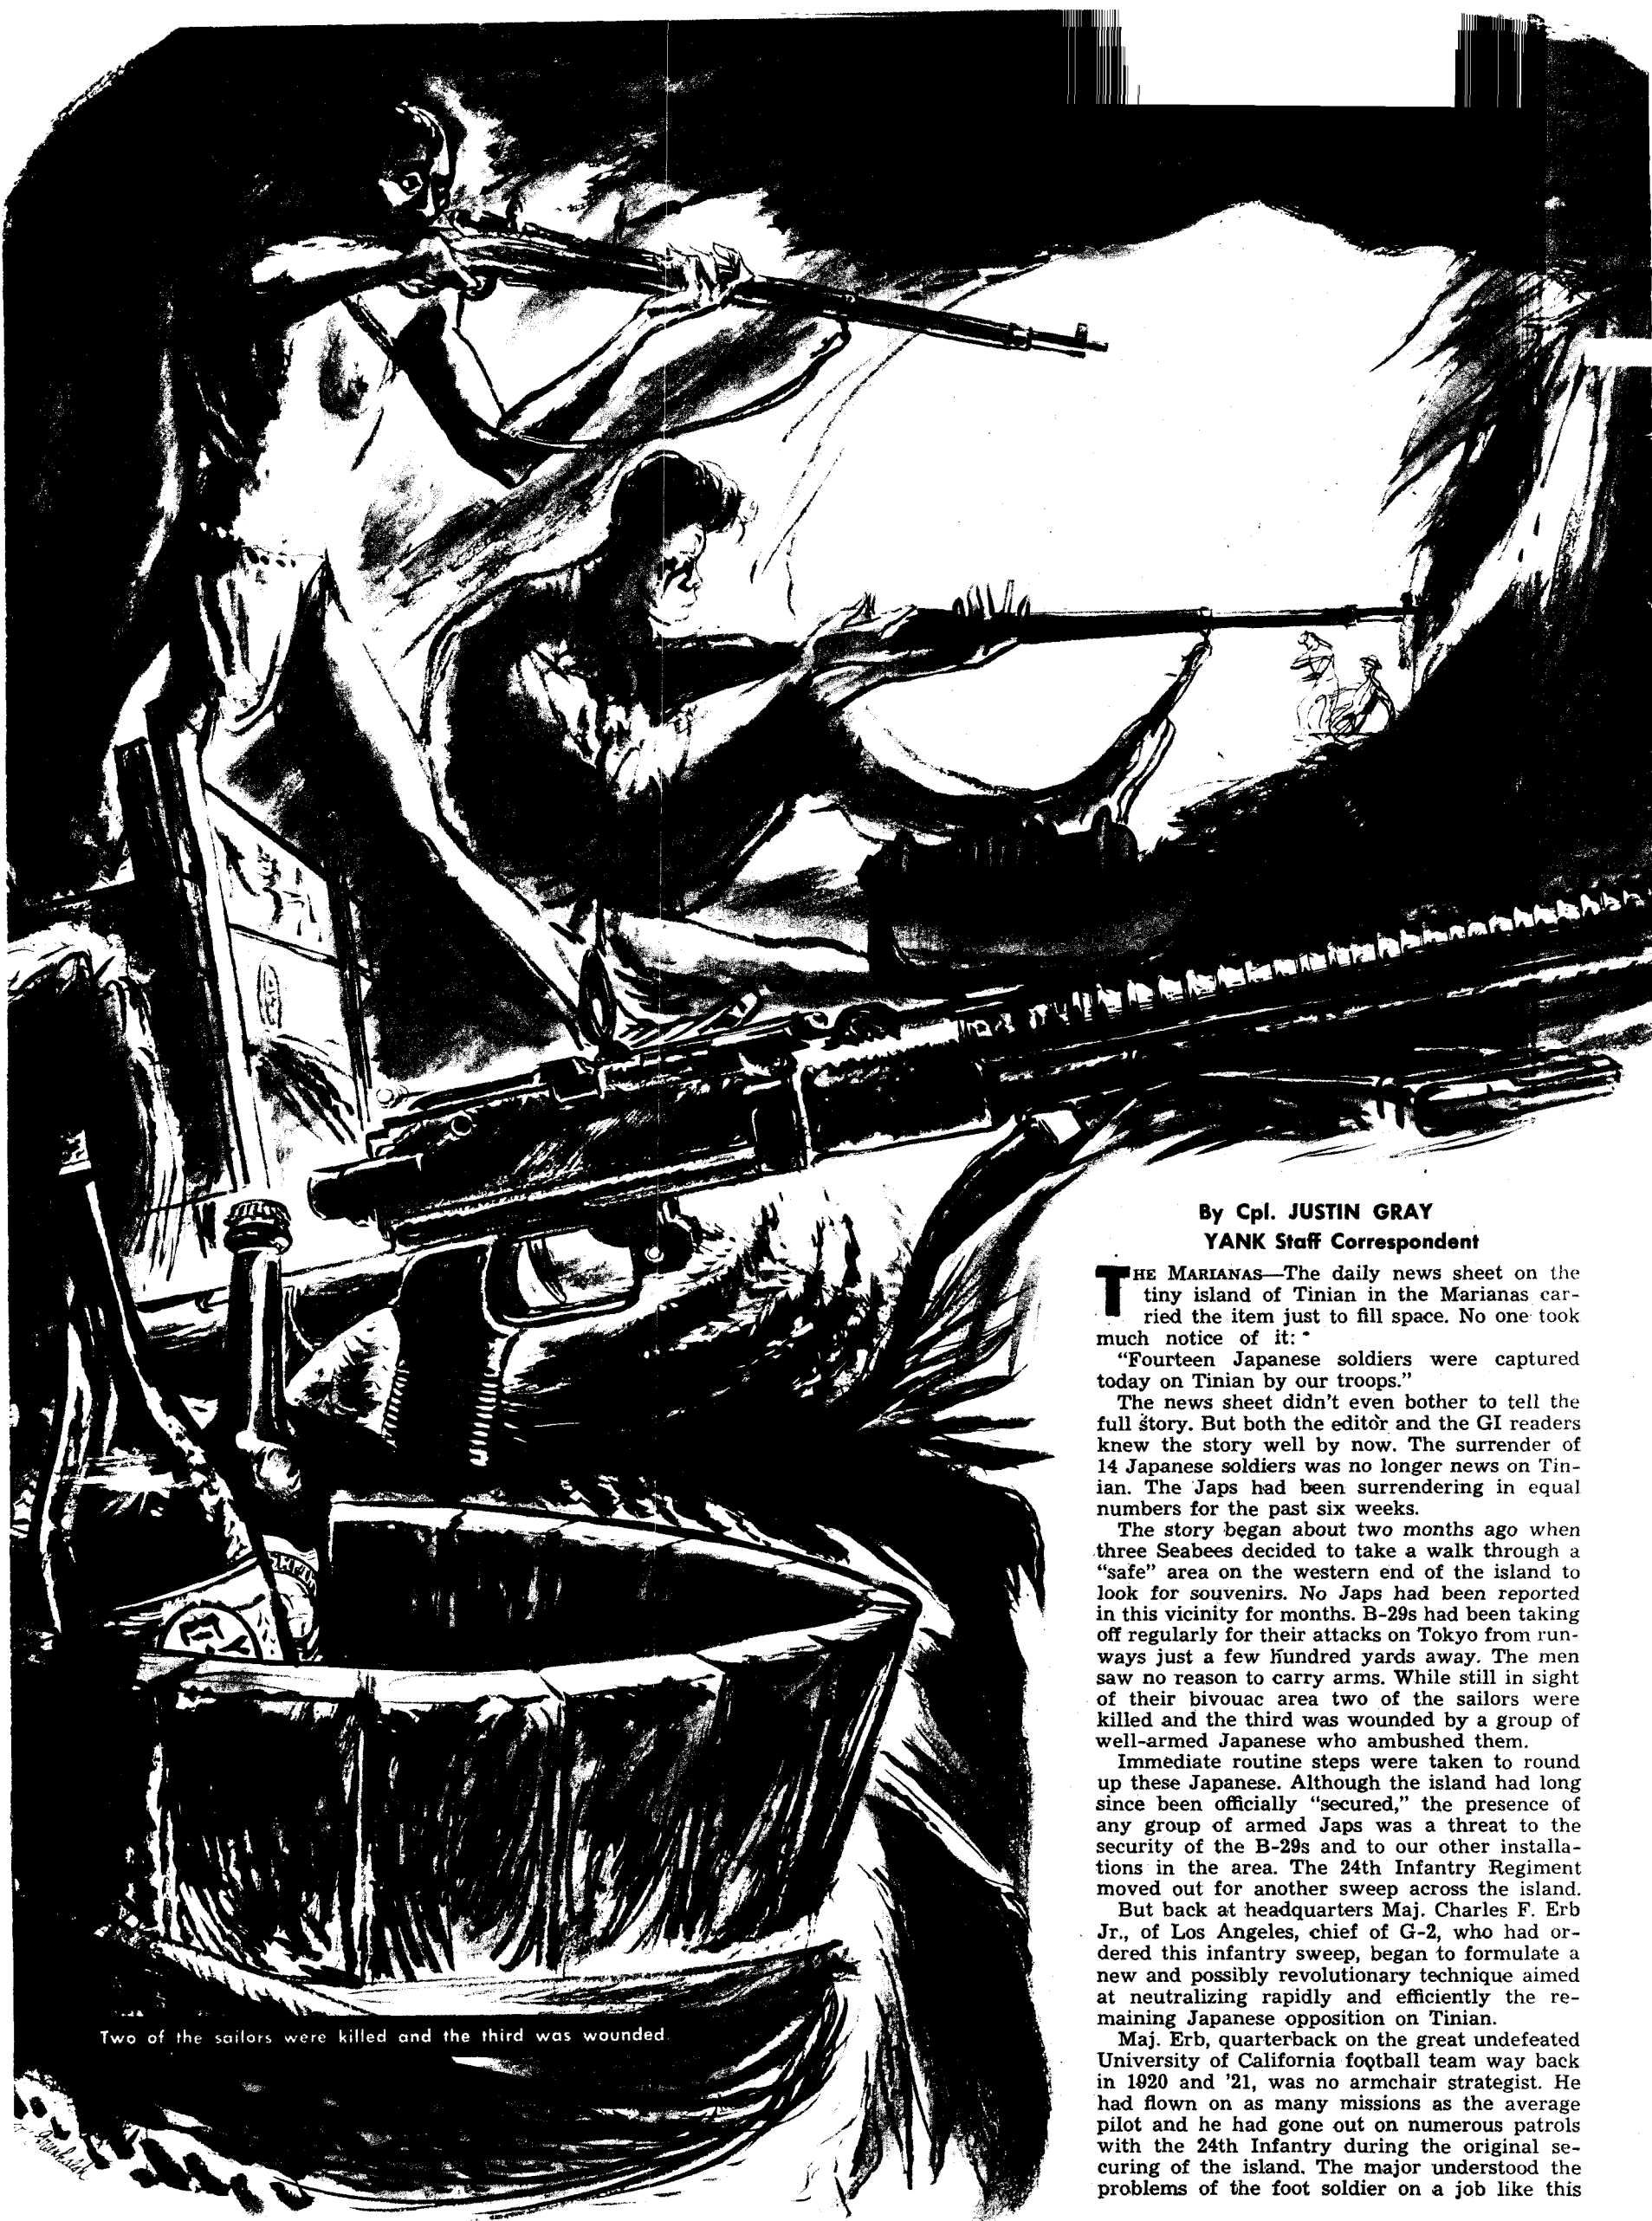 By Cpl. JUSTIN GRAY
YANK Staff Correspondent
THE MARIANAS—The daily news sheet on the
tiny island of Tinian in the Marianas car-
ried the item just to fill space. No one took
much notice of it:
“Fourteen Japanese soldiers were captured
today on Tinian by our troops.”
The news sheet didn’t even bother to tell the
full story. But both the editor and the GI readers
knew the story well by now. The surrender of
14 Japanese soldiers was no longer news on Tin-
ian. The Japs had been surrendering in equal
numbers for the past six weeks.
The story began about two months ago when
three Seabees decided to take a walk through a
“safe” area on the western end of the island to
look for souvenirs. No Japs had been reported
in this vicinity for months. B-29s had been taking
off regularly for their attacks on Tokyo from run-
ways just a few hundred yards away. The men
saw no reason to carry arms. While still in sight
of their bivouac area two of the sailors were
killed and the third was wounded by a group of
well-armed Japanese who ambushed them.
Immediate routine steps were taken to round
up these Japanese. Although the island had long
since been officially “secured,” the presence of
any group of armed Japs was a threat to the
security of the B-29s and to our other installa-
tions in the area. The 24th Infantry Regiment
moved out for another sweep across the island.
But back at headquarters Maj. Charles F. Erb
Jr., of Los Angeles, chief of G-2, who had or-
dered this infantry sweep, began to formulate a
new and possibly revolutionary technique aimed
at neutralizing rapidly and efficiently the re-
maining Japanese opposition on Tinian.
Maj. Erb, quarterback on the great undefeated
University of California football team way back
in 1920 and ’21, was no armchair strategist. He
had flown on as many missions as the average
pilot and he had gone out on numerous patrols
with the 24th Infantry during the original se-
curing of the island. The major understood the
problems of the foot soldier on a job like this
Two of the sailors were killed and the third was wounded.